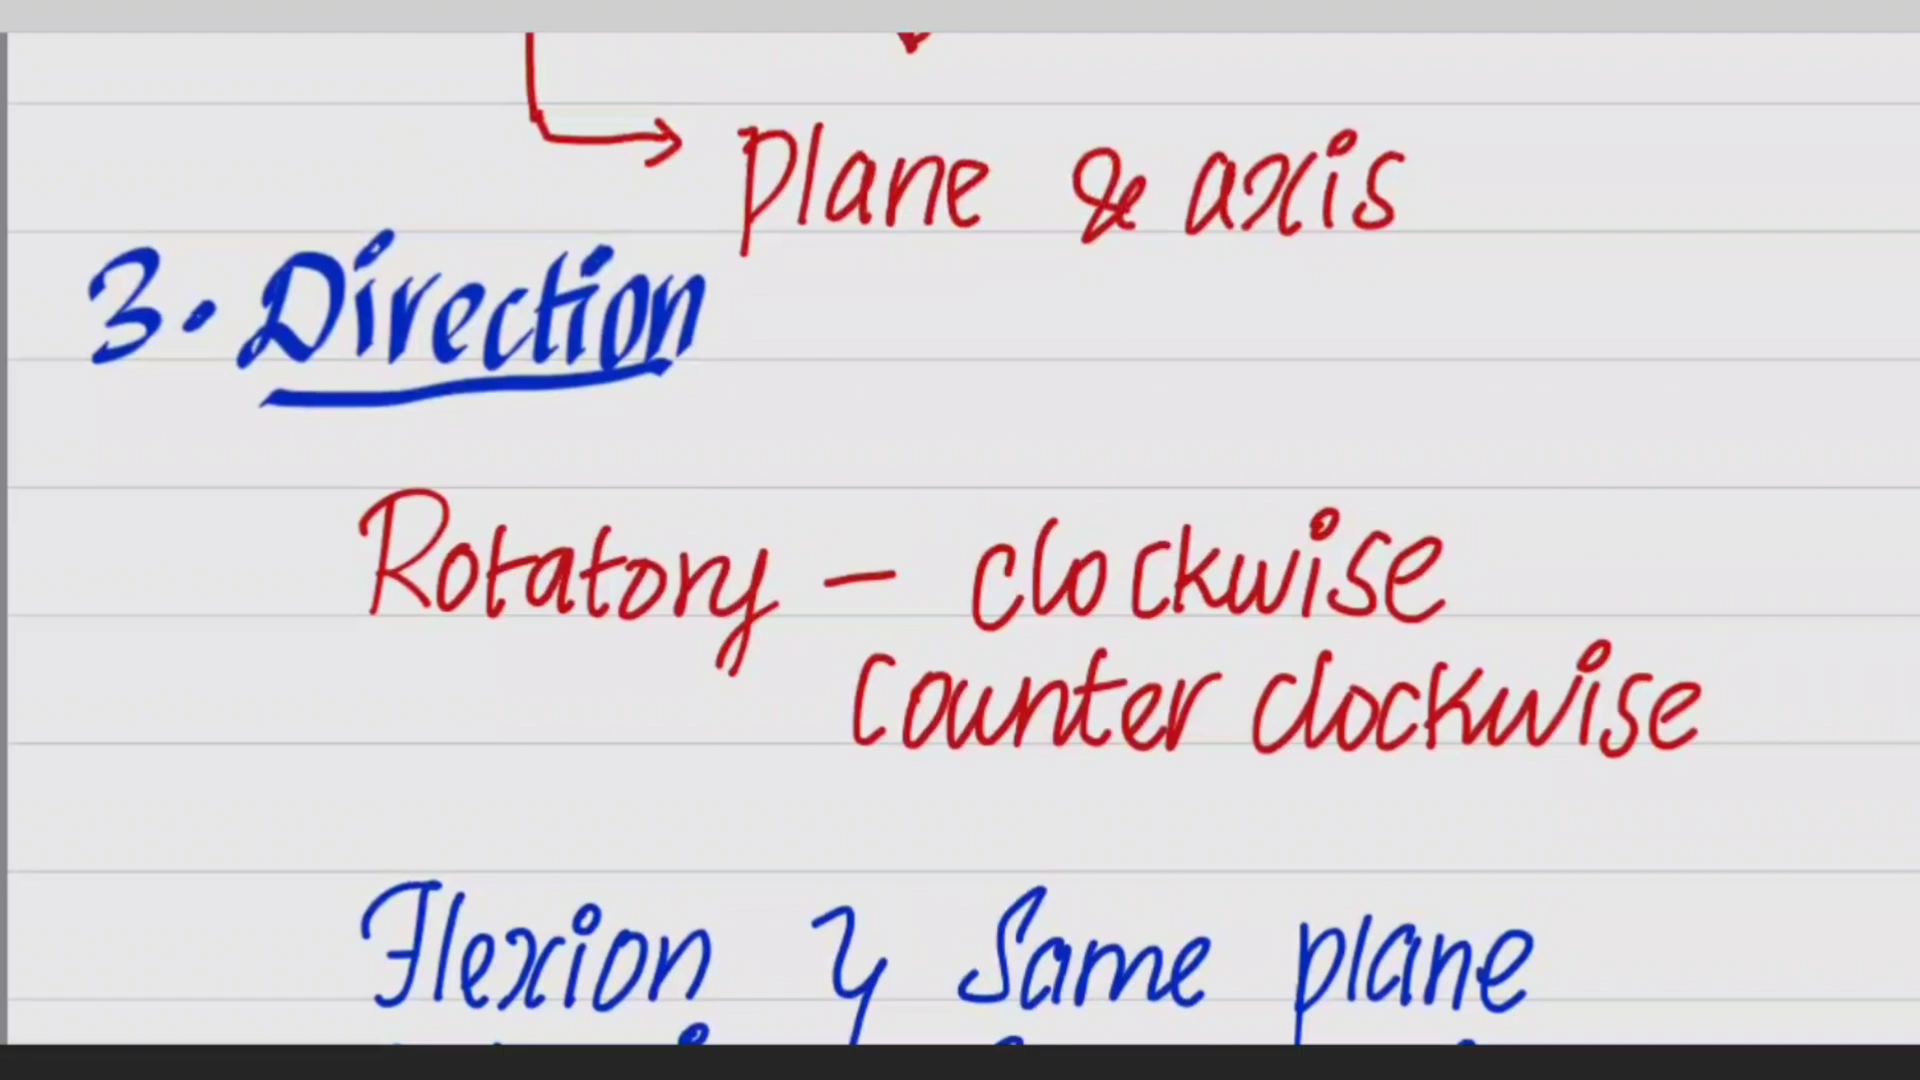 Plane & axis
3. Direction
Rotatory - clockwise
Counter clockwise
Flexion } Same plane